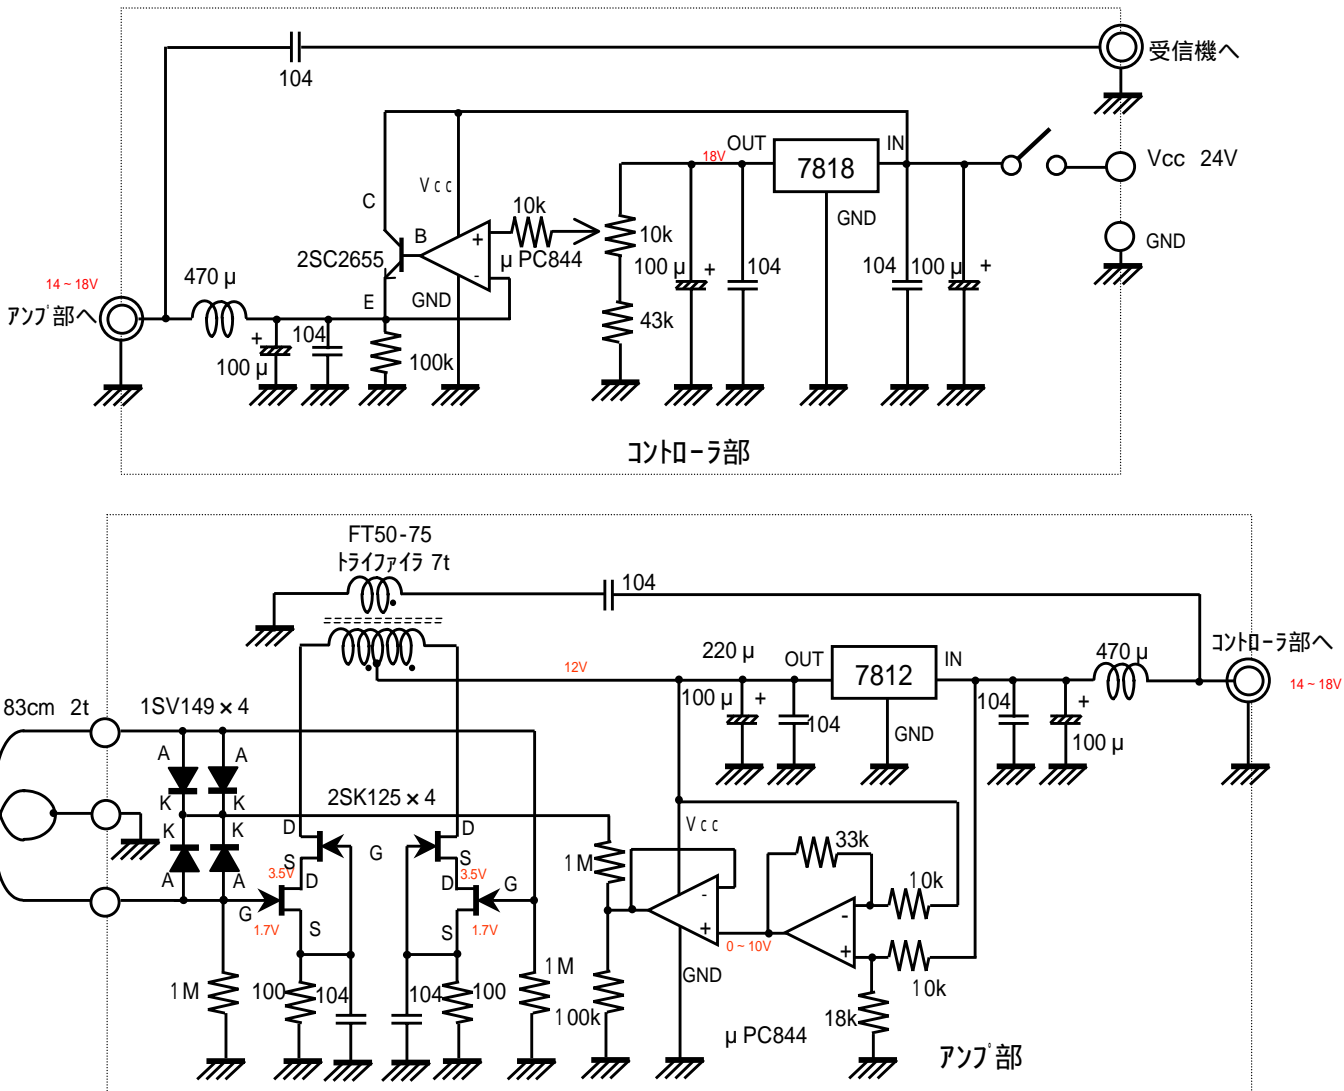 受信機へ
104
Vcc 24V
GND
OUT
IN
18V
7818
GND
Vcc
C
10k
B
+
-
2SC2655
μPC844
10k
100μ
+
104
104
100μ
+
E
GND
43k
14~18V
アンプ部へ
470μ
+
100μ
104
100k
コントローラ部
FT50-75
トライファイラ 7t
104
コントローラ部へ
14~18V
470μ
12V
220μ
100μ
+
104
OUT
7812
IN
GND
104
+
100μ
83cm 2t
1SV149×4
A
A
K
K
K
K
A
A
2SK125×4
D
D
G
S
S
3.5V
3.5V
D
D
G
G
1.7V
1.7V
S
S
1M
100
104
104
100
1M
1M
100k
Vcc
-
+
GND
0~10V
33k
10k
-
+
10k
18k
μPC844
アンプ部